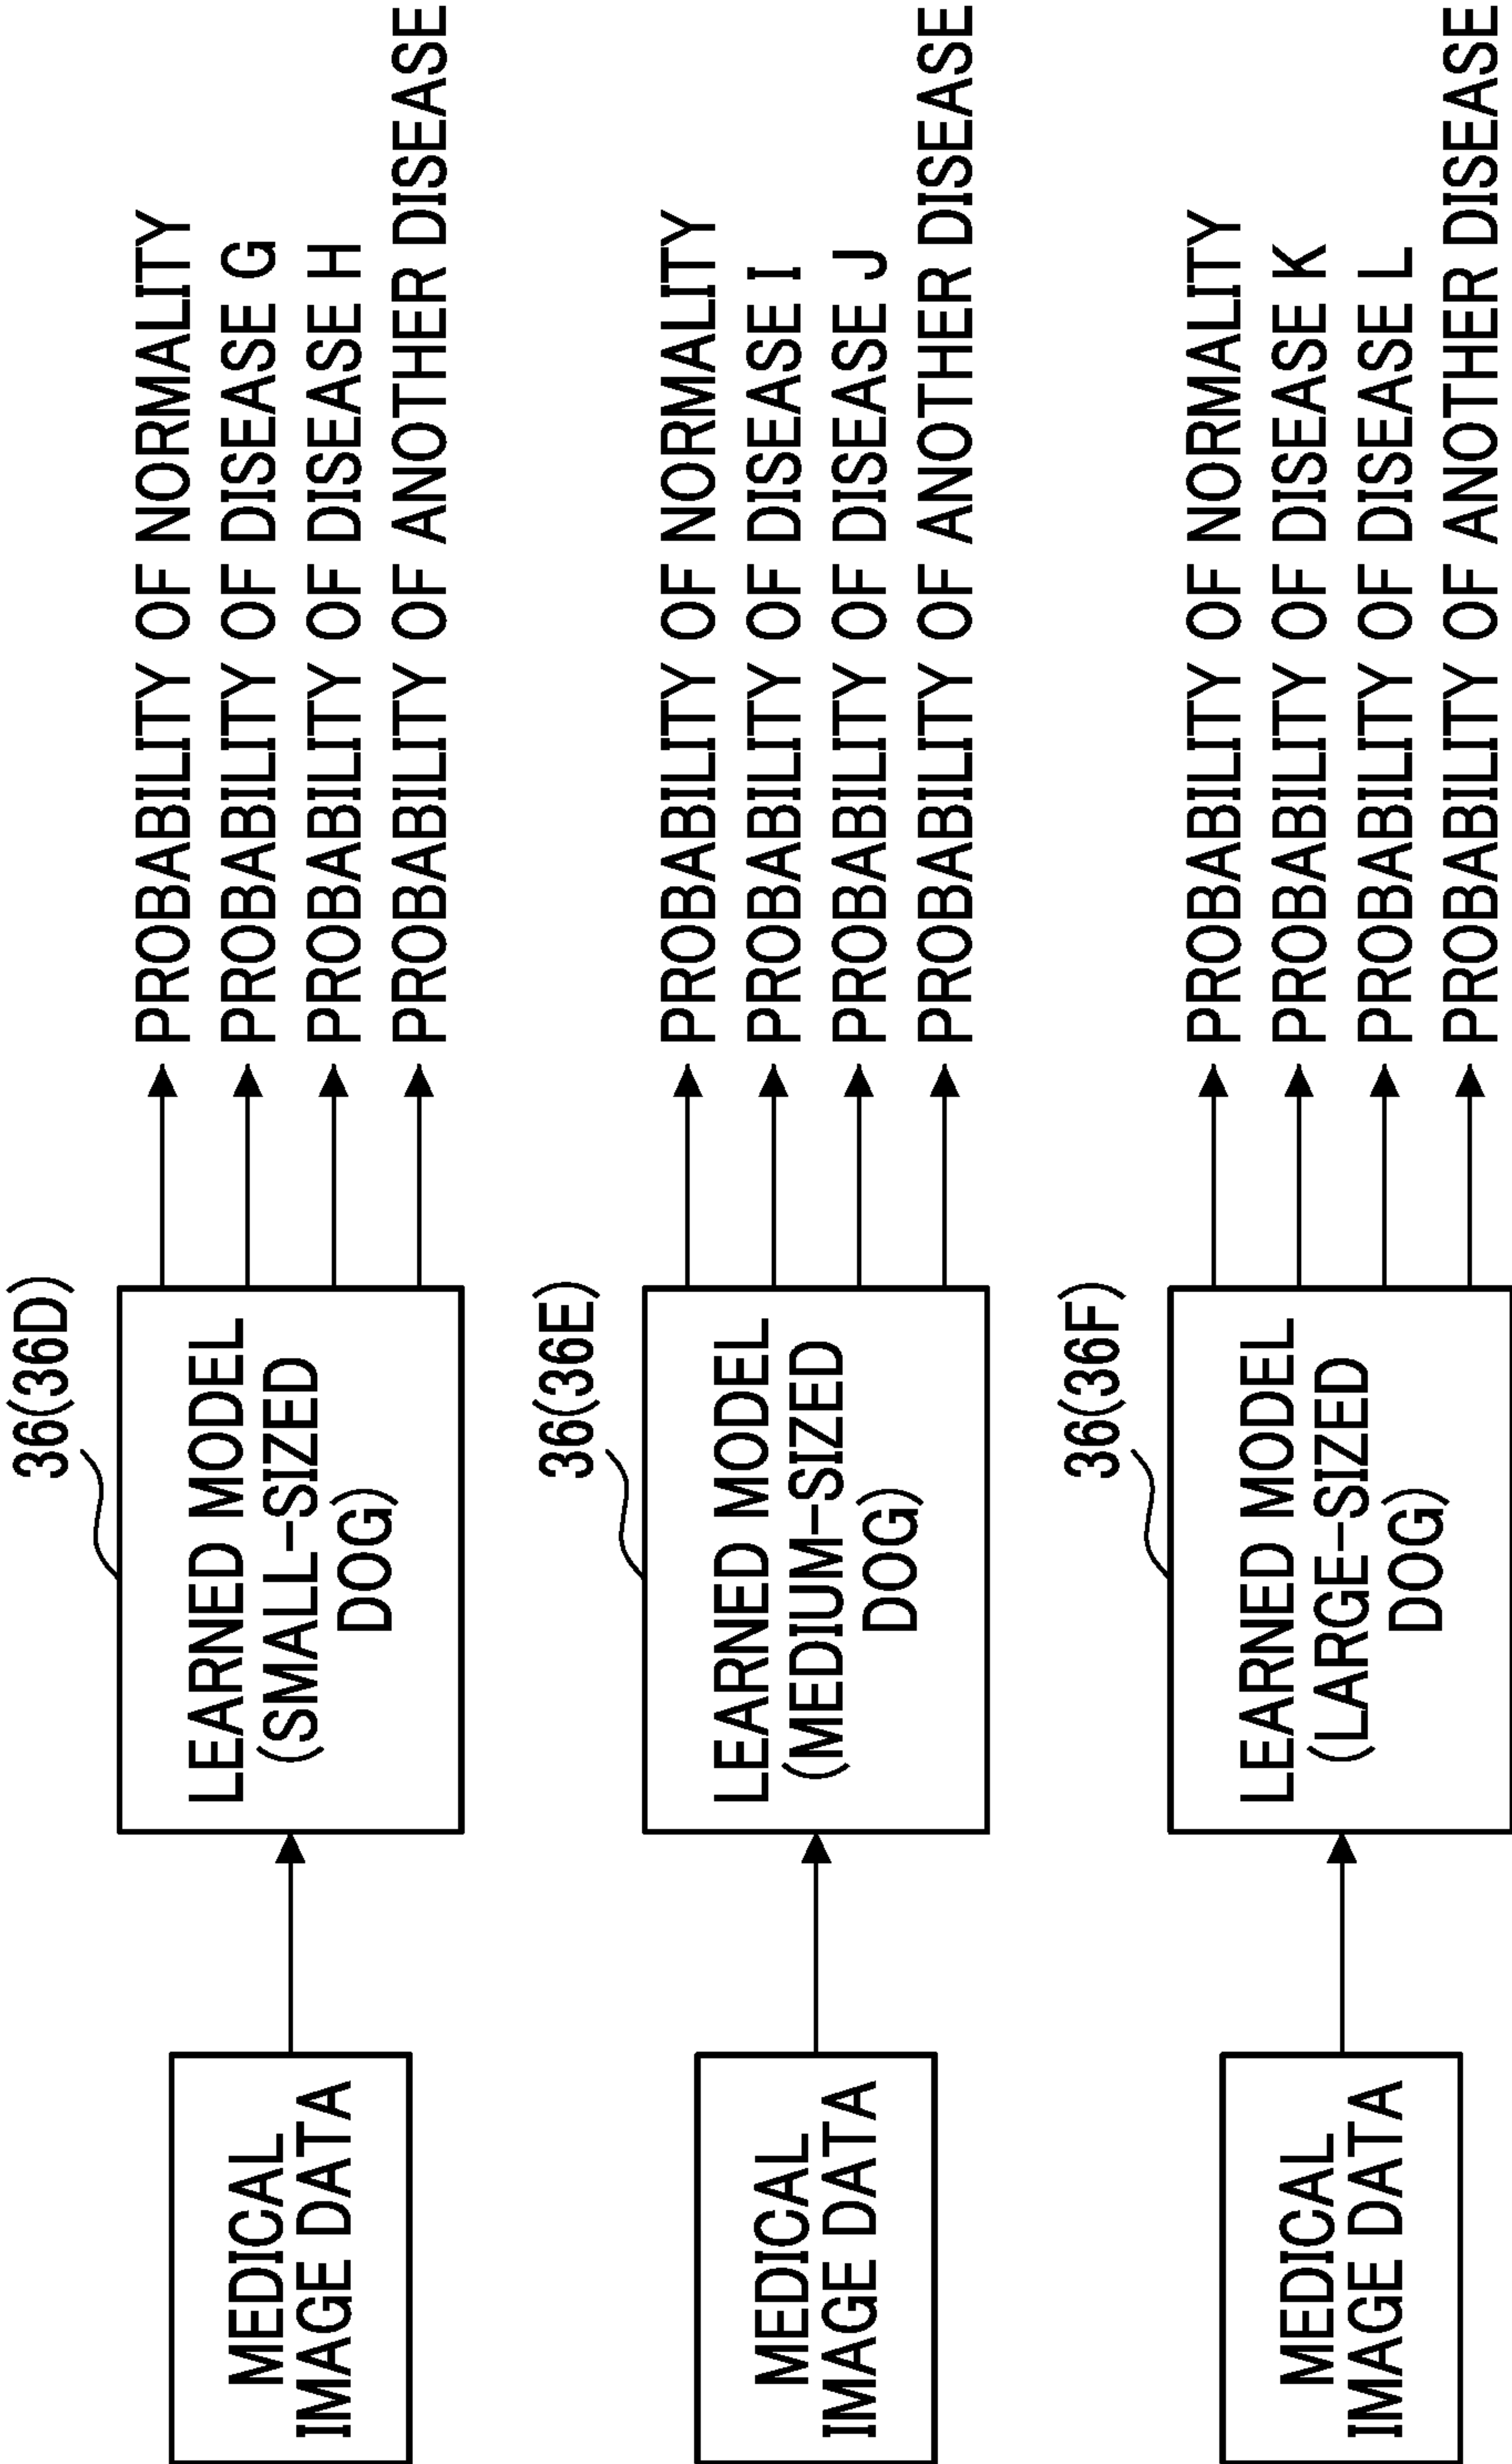 36(36D)
MEDICAL
IMAGE DATA
LEARNED MODEL
(SMALL-SIZED
DOG)
PROBABILITY OF NORMALITY
PROBABILITY OF DISEASE G
PROBABILITY OF DISEASE H
PROBABILITY OF ANOTHER DISEASE
36(36E)
MEDICAL
IMAGE DATA
LEARNED MODEL
(MEDIUM-SIZED
DOG)
PROBABILITY OF NORMALITY
PROBABILITY OF DISEASE I
PROBABILITY OF DISEASE J
PROBABILITY OF ANOTHER DISEASE
36(36F)
MEDICAL
IMAGE DATA
LEARNED MODEL
(LARGE-SIZED
DOG)
PROBABILITY OF NORMALITY
PROBABILITY OF DISEASE K
PROBABILITY OF DISEASE L
PROBABILITY OF ANOTHER DISEASE